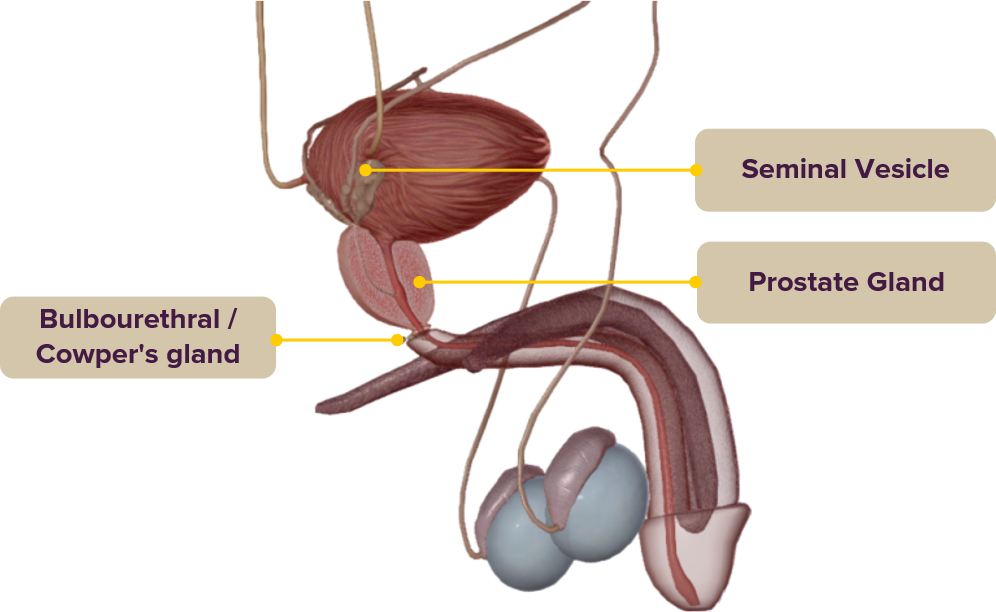 Seminal Vesicle
Prostate Gland
Bulbourethral /
Cowper's gland